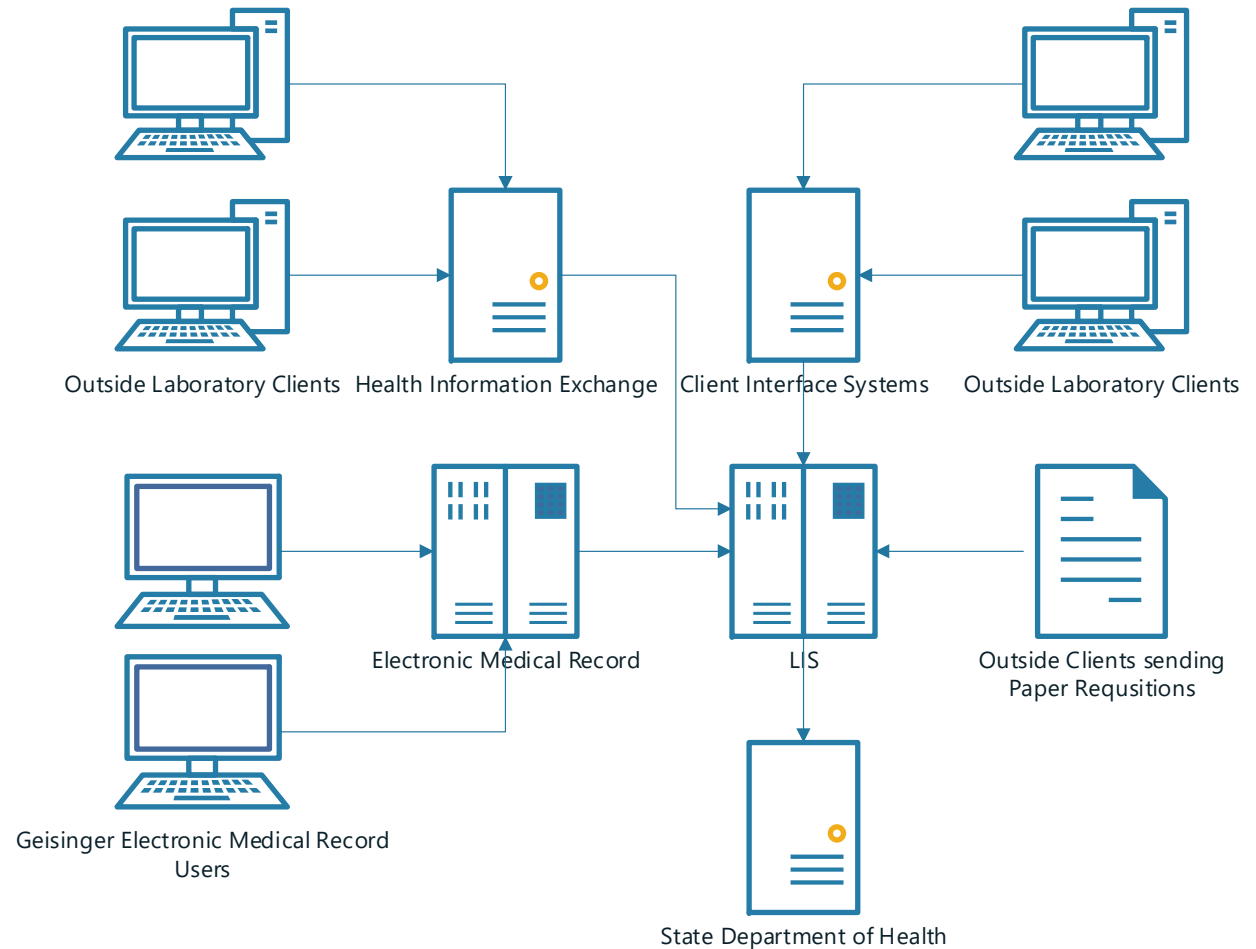 Outside Laboratory Clients
Health Information Exchange
Client Interface Systems
Outside Laboratory Clients
Electronic Medical Record
LIS
Outside Clients sending
Paper Requsitions
Geisinger Electronic Medical Record
Users
State Department of Health